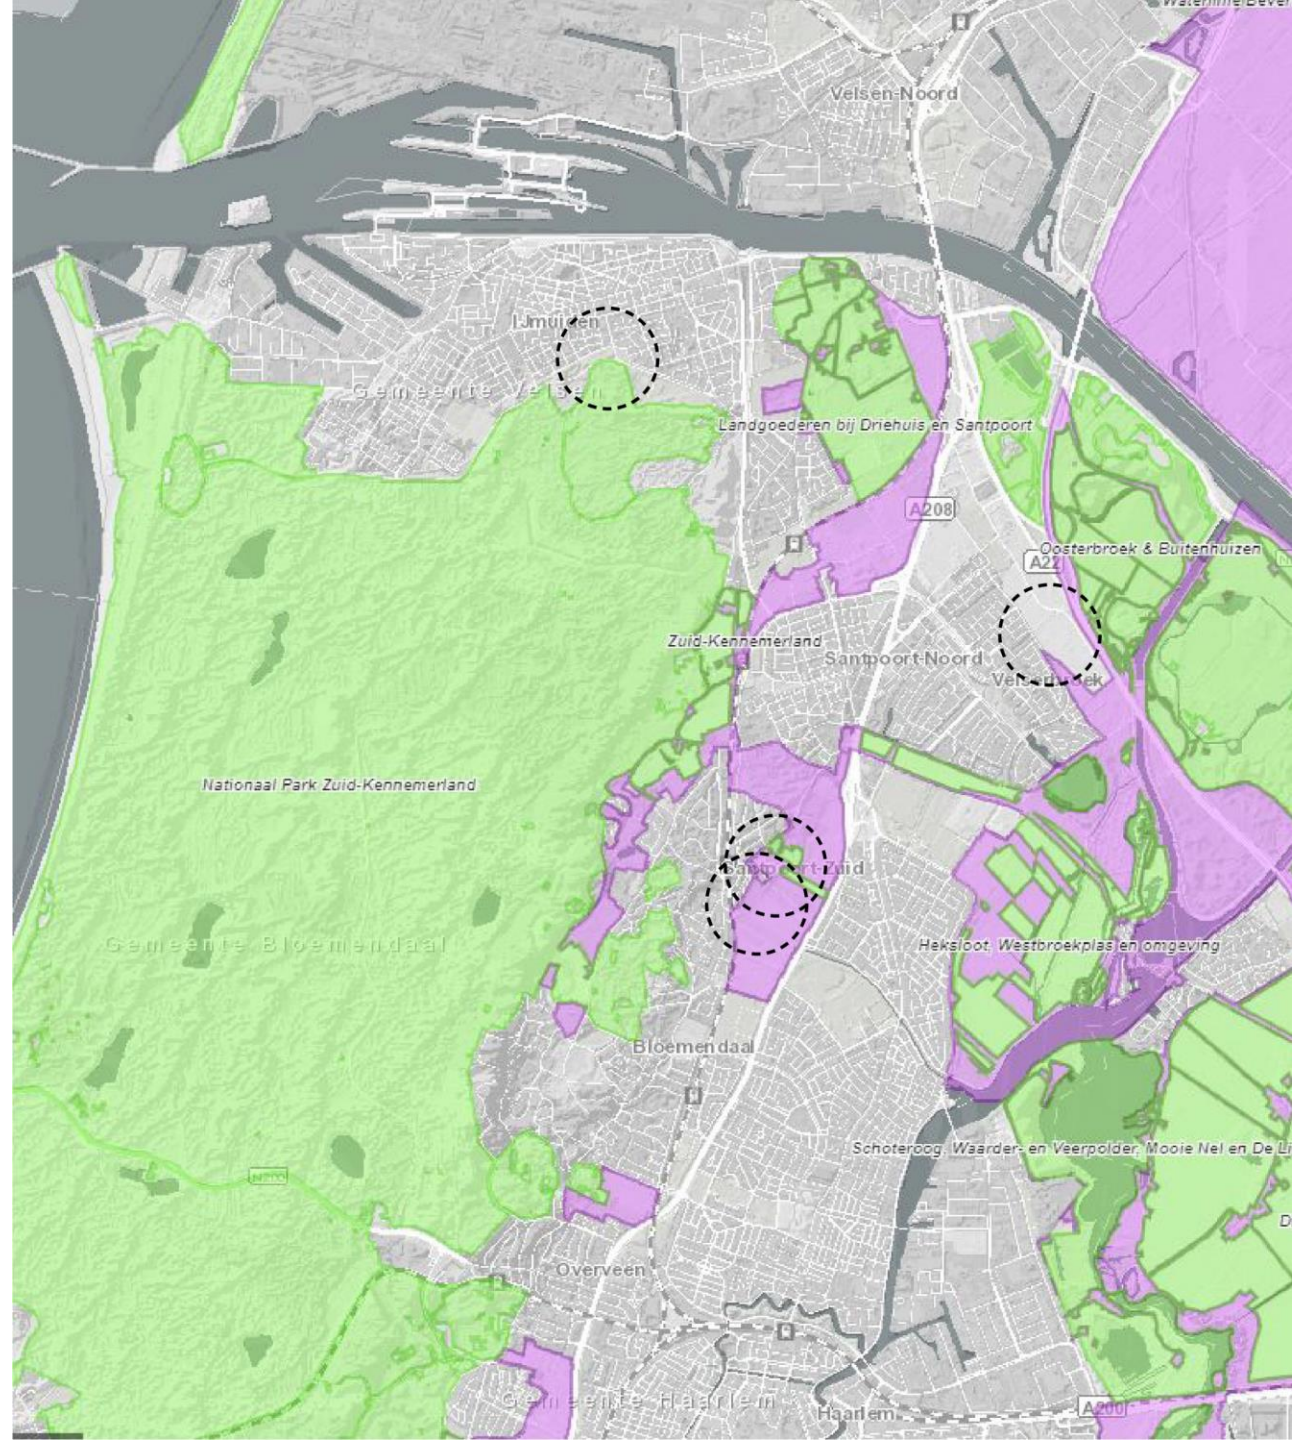 Velsen-Noord
IJmuiden
Gemeente Velsen
Landgoederen bij Driehuis en Santpoort
A208
Oosterbroek & Buitenhuizen
A22
Zuid-Kennemerland
Santpoort-Noord
Velserbroek
Nationaal Park Zuid-Kennemerland
Santpoort-Zuid
Gemeente Bloemendaal
Heksloot, Westbroekplas en omgeving
Bloemendaal
Schoteroog, Waarder- en Veerpolder, Mooie Nel en De Li
N200
D
Overveen
Gemeente Haarlem
Haarlem
A200